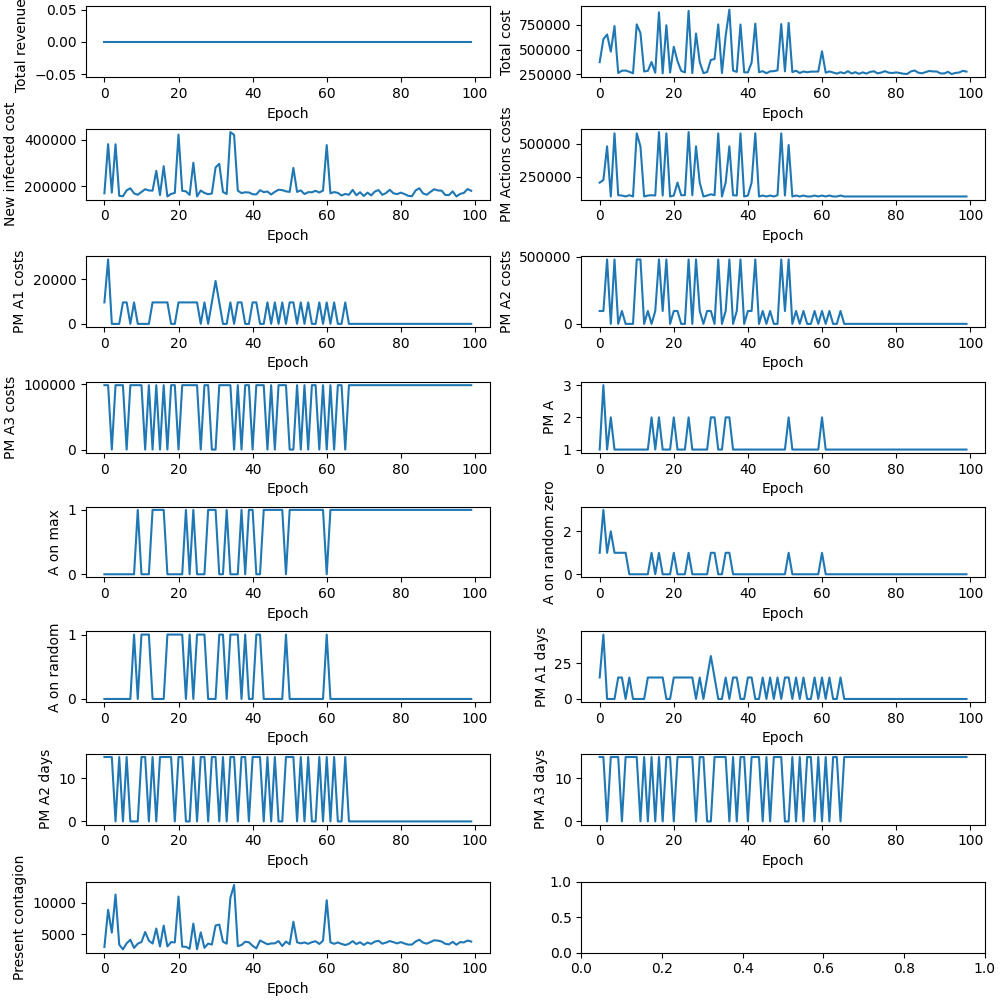 Total revenue
0.05
0.00
−0.05
0 20 40 60 80 100
Epoch
Total cost
750000
500000
250000
0 20 40 60 80 100
Epoch
New infected cost
400000
200000
0 20 40 60 80 100
Epoch
PM Actions costs
500000
250000
0 20 40 60 80 100
Epoch
PM A1 costs
20000
0
0 20 40 60 80 100
Epoch
PM A2 costs
500000
0
0 20 40 60 80 100
Epoch
PM A3 costs
100000
0
0 20 40 60 80 100
Epoch
PM A
3
2
1
0 20 40 60 80 100
Epoch
A on max
1
0
0 20 40 60 80 100
Epoch
A on random zero
2
0
0 20 40 60 80 100
Epoch
A on random
1
0
0 20 40 60 80 100
Epoch
PM A1 days
25
0
0 20 40 60 80 100
Epoch
PM A2 days
10
0
0 20 40 60 80 100
Epoch
PM A3 days
10
0
0 20 40 60 80 100
Epoch
Present contagion
10000
5000
0 20 40 60 80 100
Epoch
1.0
0.5
0.0
0.0 0.2 0.4 0.6 0.8 1.0